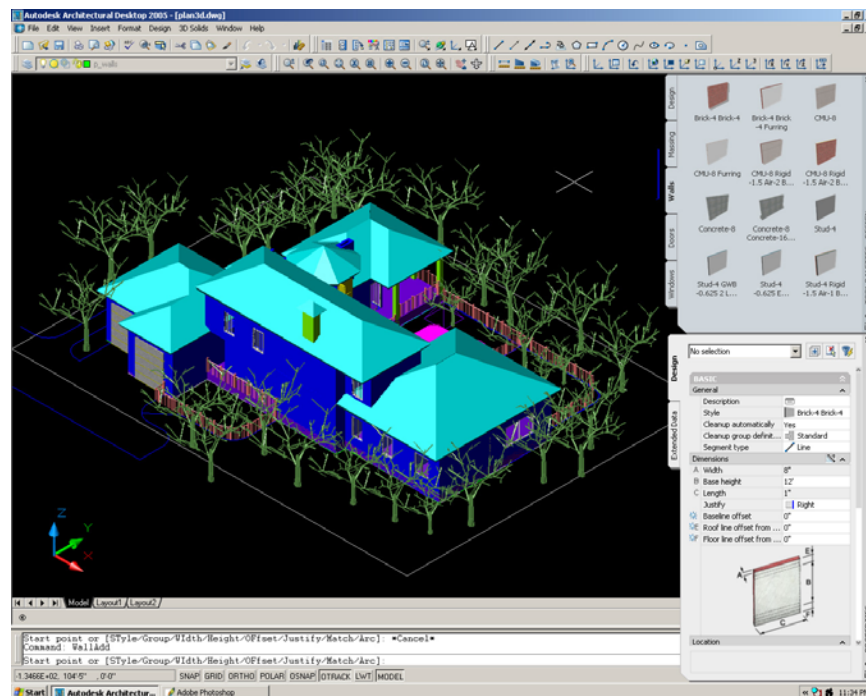 Autodesk Architectural Desktop 2005 - [plan3d.dwg]
File Edit View Insert Format Design 3D Solids Window Help
p_walls
Design
Massing
Walls
Doors
Windows
Brick-4 Brick-4
Brick-4 Brick
-4 Furring
CMU-8
CMU-8 Furring
CMU-8 Rigid
-1.5 Air-2 B...
CMU-8 Rigid
-1.5 Air-2 B...
Concrete-8
Concrete-8
Concrete-16...
Stud-4
Stud-4 GWB
-0.625 2 L...
Stud-4
-0.625 E...
Stud-4 Rigid
-1.5 Air-1 B...
No selection
Design
Extended Data
BASIC
General
Description
Style Brick-4 Brick-4
Cleanup automatically Yes
Cleanup group definit... Standard
Segment type Line
Dimensions
A Width 8"
B Base height 12'
C Length 1"
Justify Right
Baseline offset 0"
E Roof line offset from ... 0"
F Floor line offset from ... 0"
A
E
B
F
C
Location
Z
Y
X
Model Layout1 Layout2
Start point or [STyle/Group/WIdth/Height/OFfset/Justify/Match/Arc]: *Cancel*
Command: WallAdd
Start point or [STyle/Group/WIdth/Height/OFfset/Justify/Match/Arc]:
-1.3466E+02, 104'-5" , 0'-0"
SNAP GRID ORTHO POLAR OSNAP OTRACK LWT MODEL
Start Autodesk Architectur... Adobe Photoshop